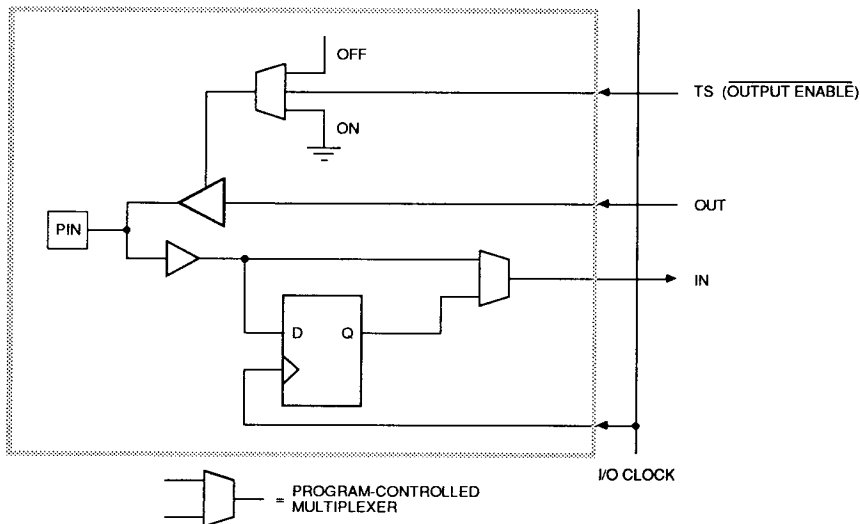 OFF
TS (OUTPUT ENABLE)
ON
OUT
PIN
IN
D Q
I/O CLOCK
= PROGRAM-CONTROLLED
MULTIPLEXER